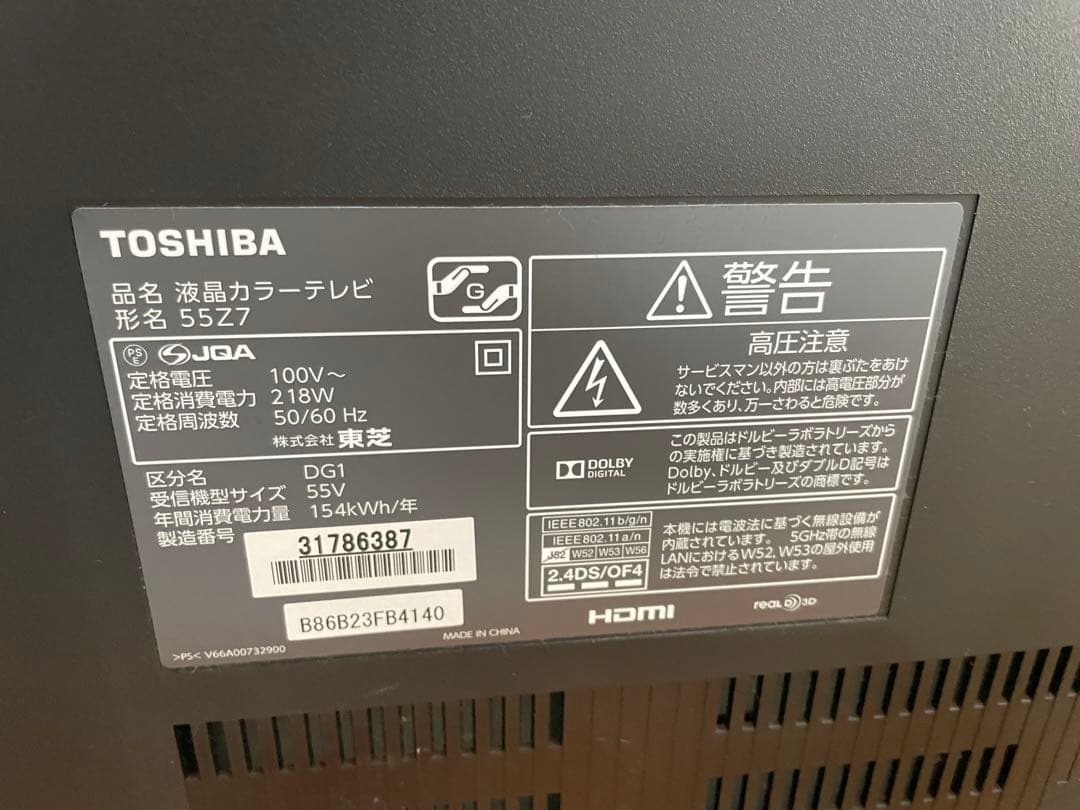 TOSHIBA
品名 液晶カラーテレビ
形名 55Z7
G
PS
E
JQA
定格電圧 100V～
定格消費電力 218W
定格周波数 50/60 Hz
株式会社 東芝
区分名 DG1
受信機型サイズ 55V
年間消費電力量 154kWh/年
製造番号
31786387
B86B23FB4140
MADE IN CHINA
>PS< V66A00732900
警告
高圧注意
サービスマン以外の方は裏ぶたをあけ
ないでください。内部には高電圧部分が
数多くあり、万一さわると危険です。
DOLBY
DIGITAL
この製品はドルビーラボラトリーズから
の実施権に基づき製造されています。
Dolby、ドルビー及びダブルD記号は
ドルビーラボラトリーズの商標です。
IEEE802.11b/g/n
IEEE802.11a/n
J52 W52 W53 W56
2.4DS/OF4
本機には電波法に基づく無線設備が
内蔵されています。 5GHz帯の無線
LANにおけるW52、W53の屋外使用
は法令で禁止されています。
HDMI
REAL D 3D